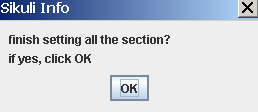 Sikuli Info
finish setting all the section?
if yes, click OK
OK